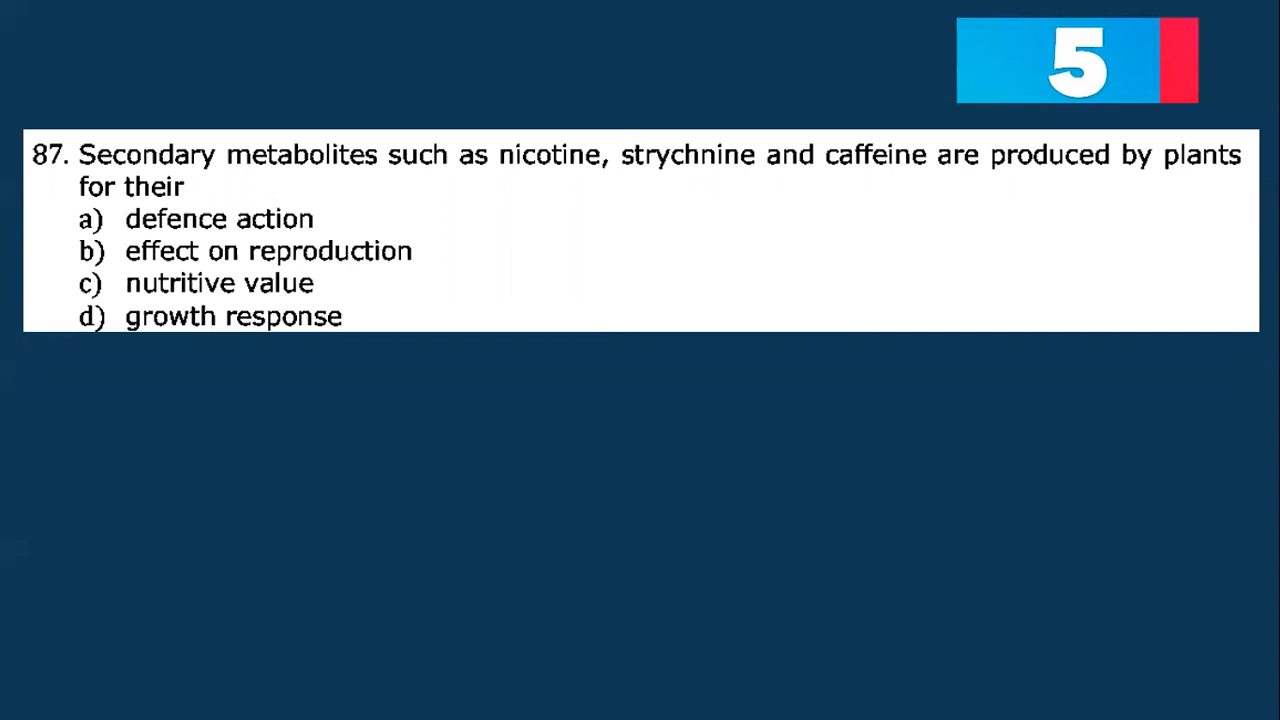 5
87. Secondary metabolites such as nicotine, strychnine and caffeine are produced by plants
for their
a) defence action
b) effect on reproduction
c) nutritive value
d) growth response